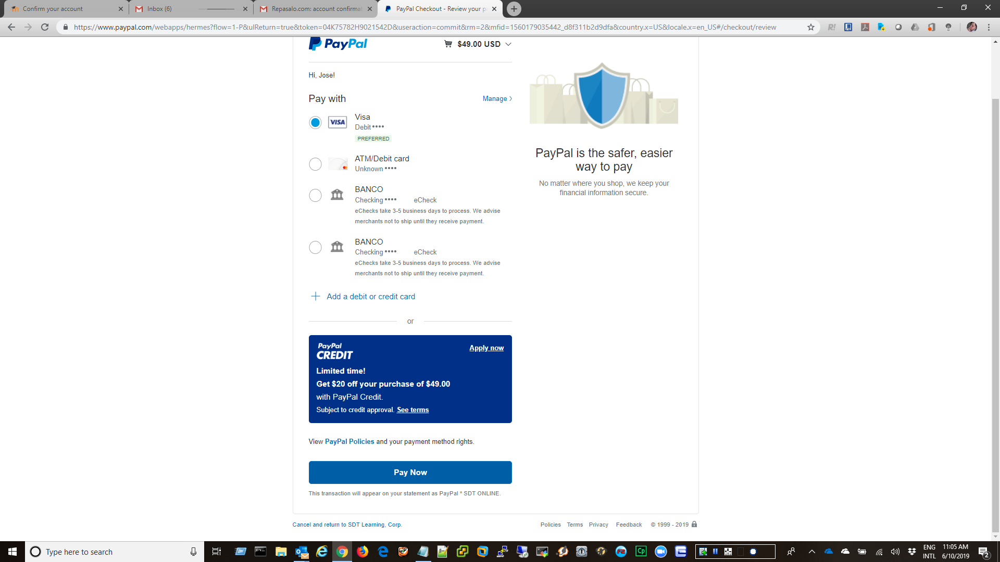 Confirm your account
Inbox (6)
Repasalo.com: account confirmat
PayPal Checkout - Review your p
https://www.paypal.com/webapps/hermes?flow=1-P&ulReturn=true&token=04K75782H9021542D&useraction=commit&rm=2&mfid=1560179035442_d8f311b2d9dfa&country.x=US&locale.x=en_US#/checkout/review
PayPal
$49.00 USD
Hi, Jose!
Pay with
Manage
VISA
Visa
Debit ••••
PREFERRED
ATM/Debit card
Unknown ••••
BANCO
Checking •••• eCheck
eChecks take 3-5 business days to process. We advise
merchants not to ship until they receive payment.
BANCO
Checking •••• eCheck
eChecks take 3-5 business days to process. We advise
merchants not to ship until they receive payment.
Add a debit or credit card
or
PayPal
CREDIT
Apply now
Limited time!
Get $20 off your purchase of $49.00
with PayPal Credit.
Subject to credit approval. See terms
View PayPal Policies and your payment method rights.
Pay Now
This transaction will appear on your statement as PayPal * SDT ONLINE.
PayPal is the safer, easier
way to pay
No matter where you shop, we keep your
financial information secure.
Cancel and return to SDT Learning, Corp.
Policies Terms Privacy Feedback © 1999 - 2019
Type here to search
ENG
INTL
11:05 AM
6/10/2019
2